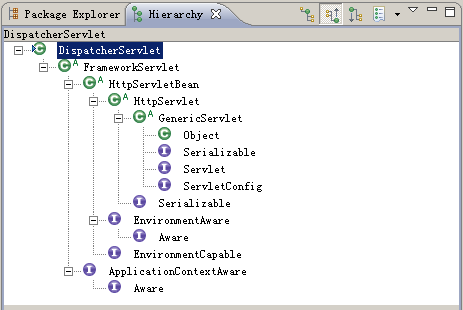 Package Explorer Hierarchy
DispatcherServlet
DispatcherServlet
FrameworkServlet
HttpServletBean
HttpServlet
GenericServlet
Object
Serializable
Servlet
ServletConfig
Serializable
EnvironmentAware
Aware
EnvironmentCapable
ApplicationContextAware
Aware